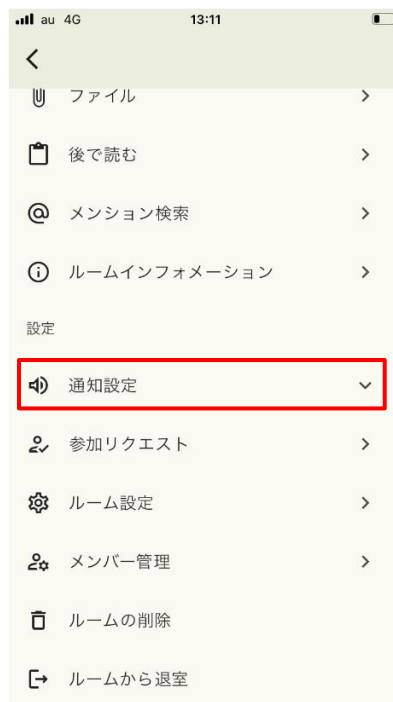 au 4G 13:11
ファイル
後で読む
メンション検索
ルームインフォメーション
設定
通知設定
参加リクエスト
ルーム設定
メンバー管理
ルームの削除
ルームから退室